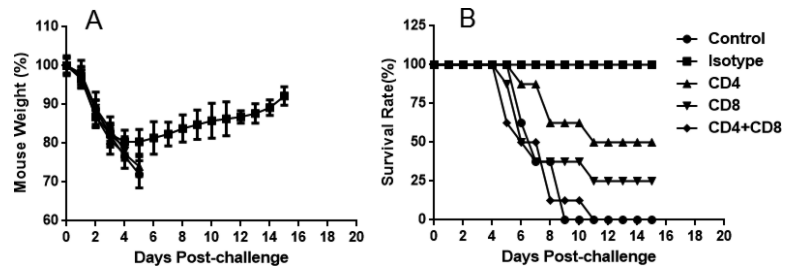 A
Mouse Weight (%)
110
100
90
80
70
60
0 2 4 6 8 10 12 14 16 18 20
Days Post-challenge
B
Survival Rate(%)
125
100
75
50
25
0
0 2 4 6 8 10 12 14 16 18 20
Days Post-challenge
Control
Isotype
CD4
CD8
CD4+CD8